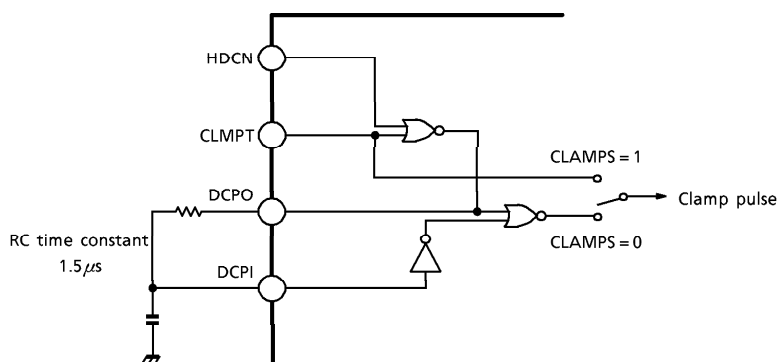 HDCN
CLMPT
CLAMPS = 1
DCPO
Clamp pulse
RC time constant
1.5μs
CLAMPS = 0
DCPI